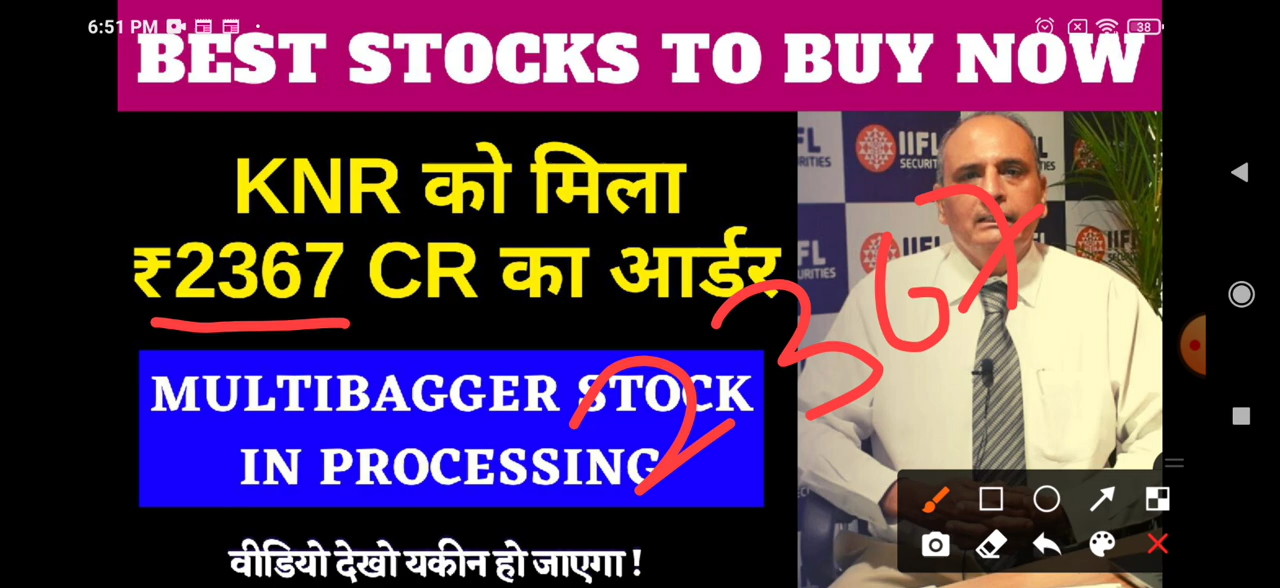 6:51 PM
38
BEST STOCKS TO BUY NOW
KNR को मिला
₹2367 CR का आर्डर
2367
MULTIBAGGER STOCK
IN PROCESSING
वीडियो देखो यकीन हो जाएगा !
IIFL
SECURITIES